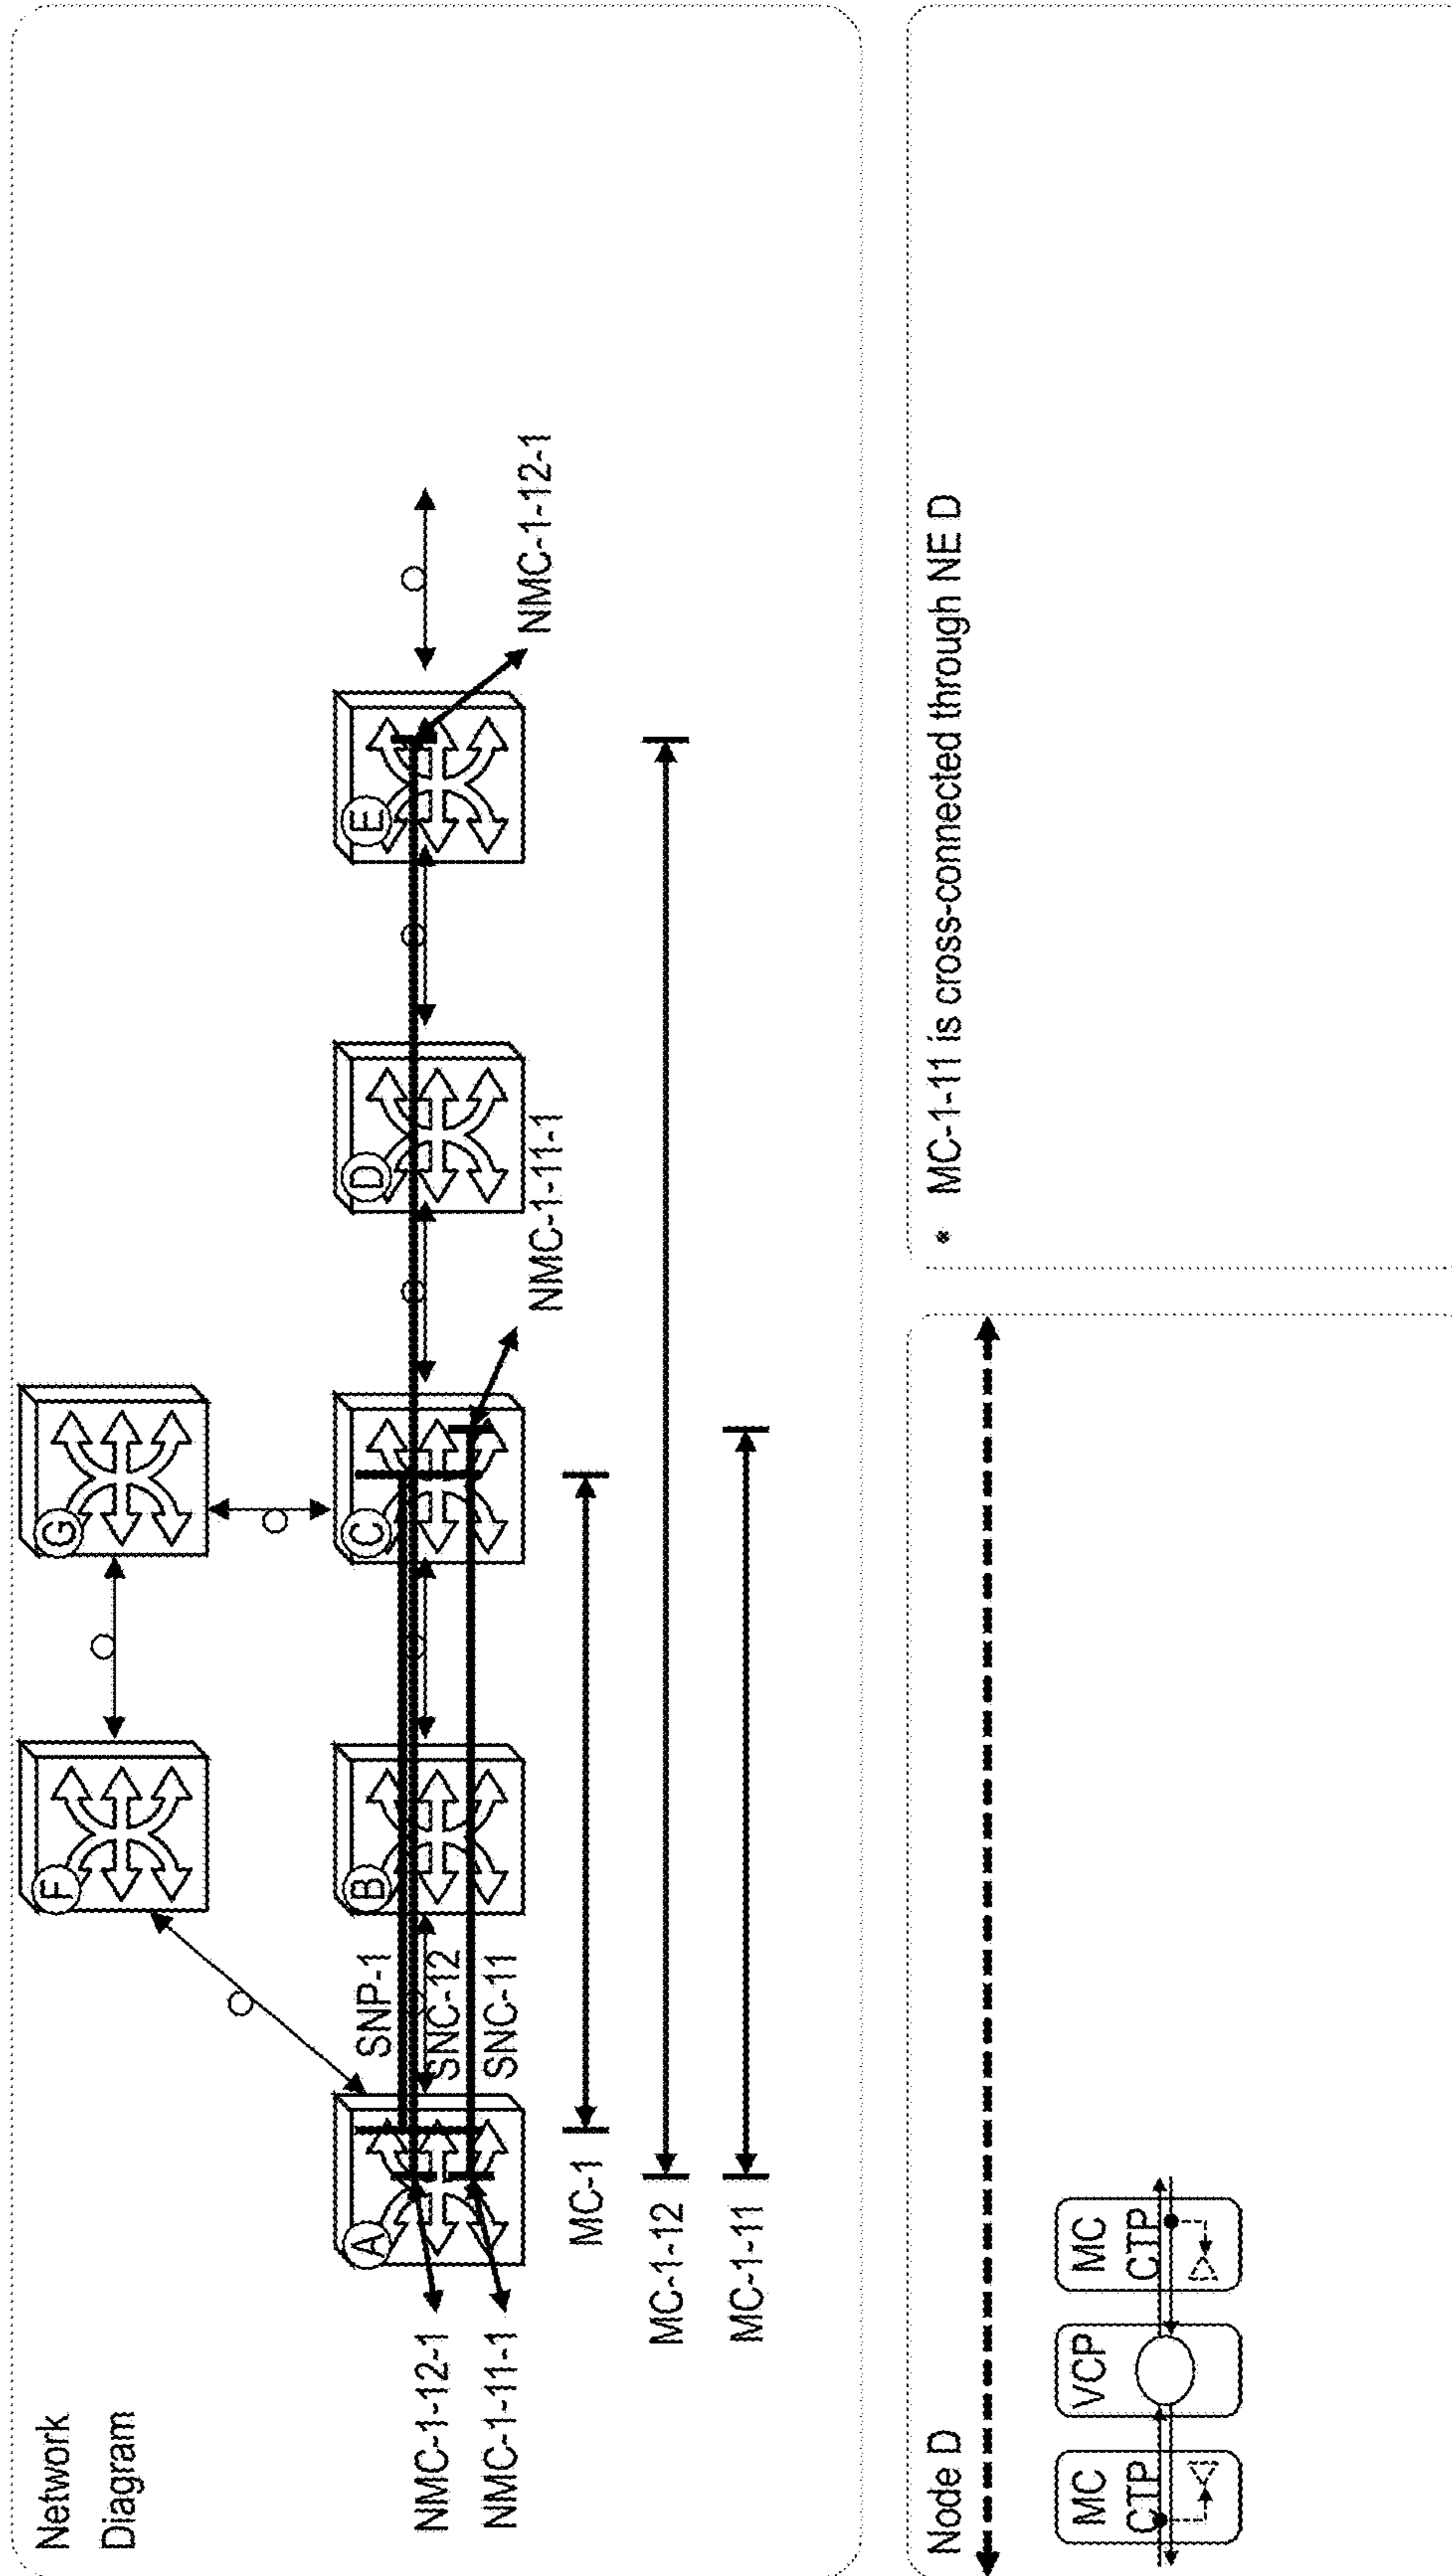 Network
Diagram
F
G
SNP-1
A
B
C
D
E
SNC-12
SNC-11
NMC-1-12-1
NMC-1-11-1
NMC-1-11-1
NMC-1-12-1
MC-1
MC-1-12
MC-1-11
Node D
MC
CTP
VCP
MC
CTP
• MC-1-11 is cross-connected through NE D